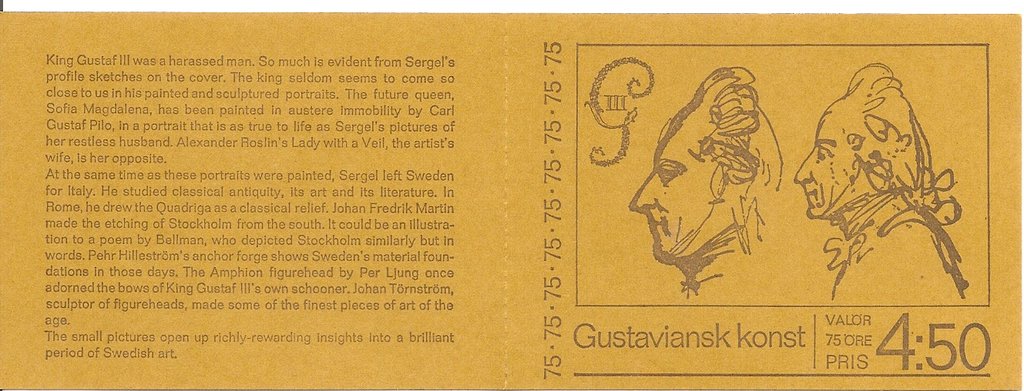 King Gustaf III was a harassed man. So much is evident from Sergel's
profile sketches on the cover. The king seldom seems to come so
close to us in his painted and sculptured portraits. The future queen,
Sofia Magdalena, has been painted in austere immobility by Carl
Gustaf Pilo, in a portrait that is as true to life as Sergel's pictures of
her restless husband. Alexander Roslin's Lady with a Veil, the artist's
wife, is her opposite.
At the same time as these portraits were painted, Sergel left Sweden
for Italy. He studied classical antiquity, its art and its literature. In
Rome, he drew the Quadriga as a classical relief. Johan Fredrik Martin
made the etching of Stockholm from the south. It could be an illustra-
tion to a poem by Bellman, who depicted Stockholm similarly but in
words. Pehr Hilleström's anchor forge shows Sweden's material foun-
dations in those days. The Amphion figurehead by Per Ljung once
adorned the bows of King Gustaf III's own schooner. Johan Törnström,
sculptor of figureheads, made some of the finest pieces of art of the
age.
The small pictures open up richly-rewarding insights into a brilliant
period of Swedish art.
75·75·75·75·75·75·75·75·75
G III
Gustaviansk konst
VALÖR
75 ÖRE
PRIS
4:50